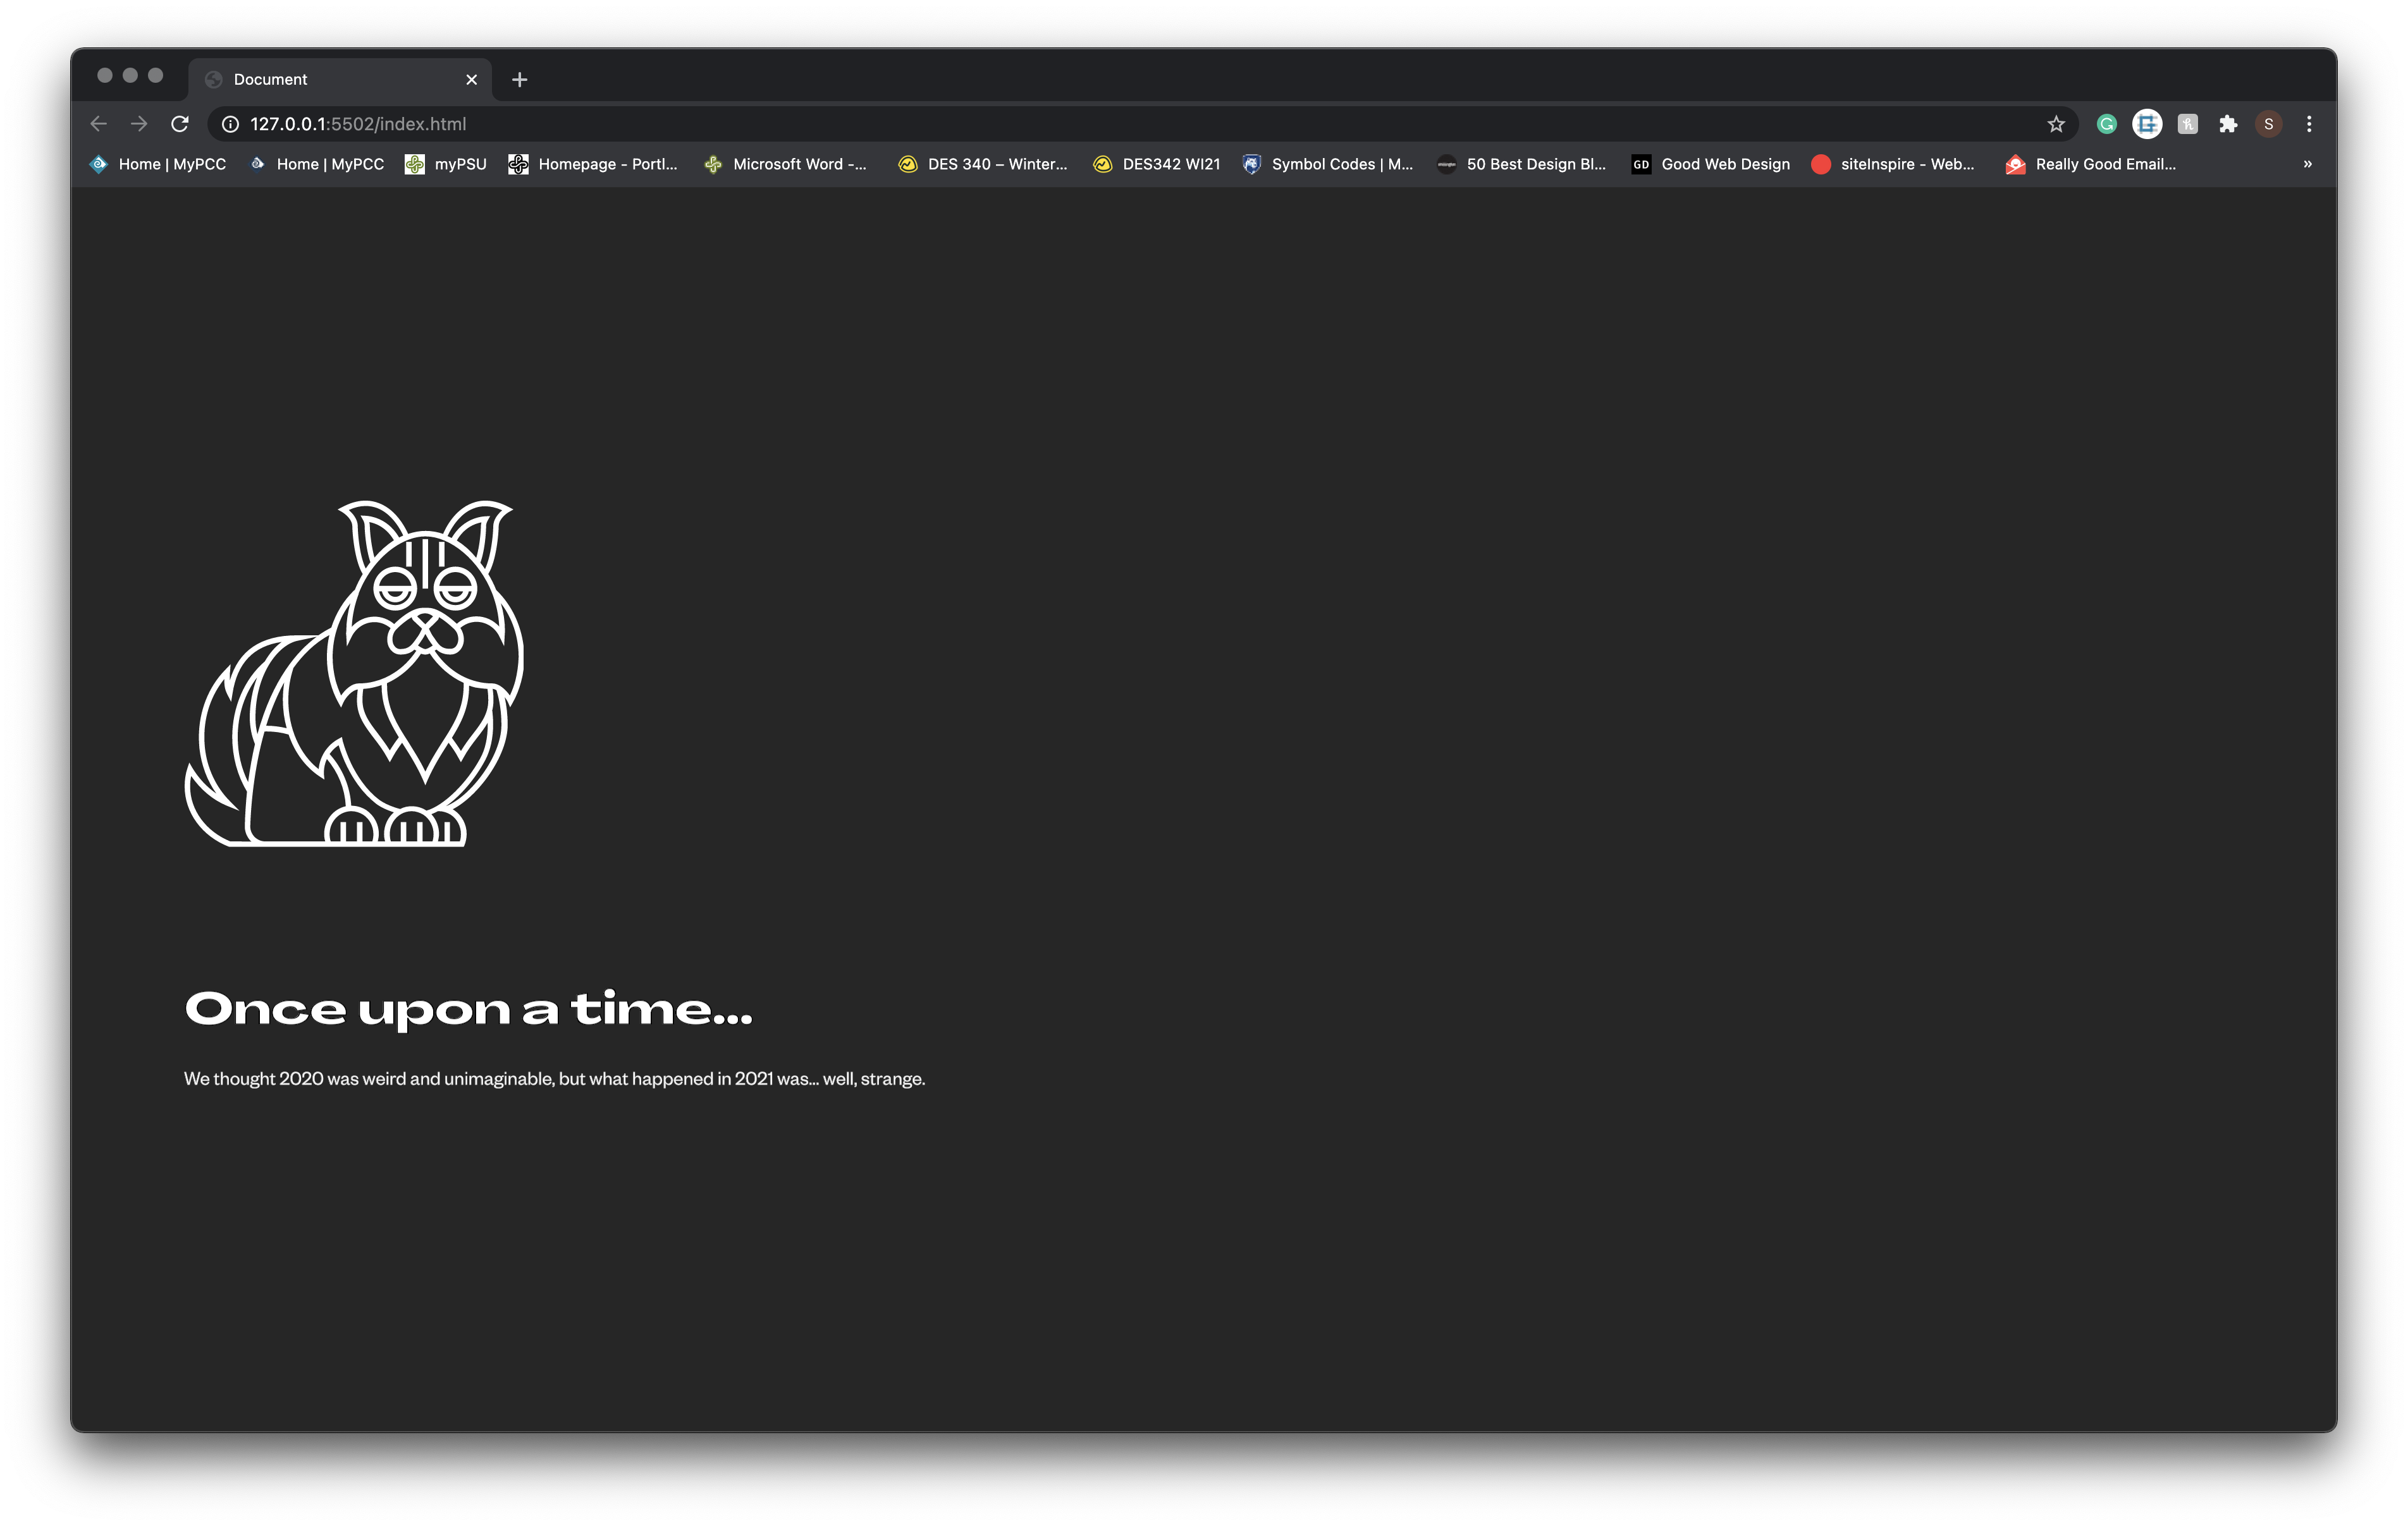 Document
127.0.0.1:5502/index.html
S
Home | MyPCC Home | MyPCC myPSU Homepage - Portl... Microsoft Word -... DES 340 – Winter... DES342 WI21 Symbol Codes | M... 50 Best Design Bl... GD Good Web Design siteInspire - Web... Really Good Email... »
Once upon a time...
We thought 2020 was weird and unimaginable, but what happened in 2021 was... well, strange.